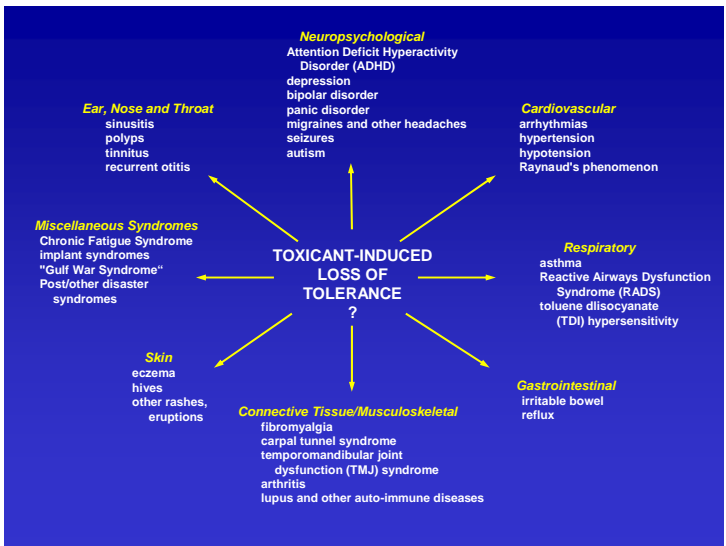 Neuropsychological
Attention Deficit Hyperactivity
Disorder (ADHD)
depression
bipolar disorder
panic disorder
migraines and other headaches
seizures
autism
Ear, Nose and Throat
sinusitis
polyps
tinnitus
recurrent otitis
Cardiovascular
arrhythmias
hypertension
hypotension
Raynaud's phenomenon
Miscellaneous Syndromes
Chronic Fatigue Syndrome
implant syndromes
"Gulf War Syndrome“
Post/other disaster
syndromes
TOXICANT-INDUCED
LOSS OF
TOLERANCE
?
Respiratory
asthma
Reactive Airways Dysfunction
Syndrome (RADS)
toluene dIisocyanate
(TDI) hypersensitivity
Skin
eczema
hives
other rashes,
eruptions
Connective Tissue/Musculoskeletal
fibromyalgia
carpal tunnel syndrome
temporomandibular joint
dysfunction (TMJ) syndrome
arthritis
lupus and other auto-immune diseases
Gastrointestinal
irritable bowel
reflux